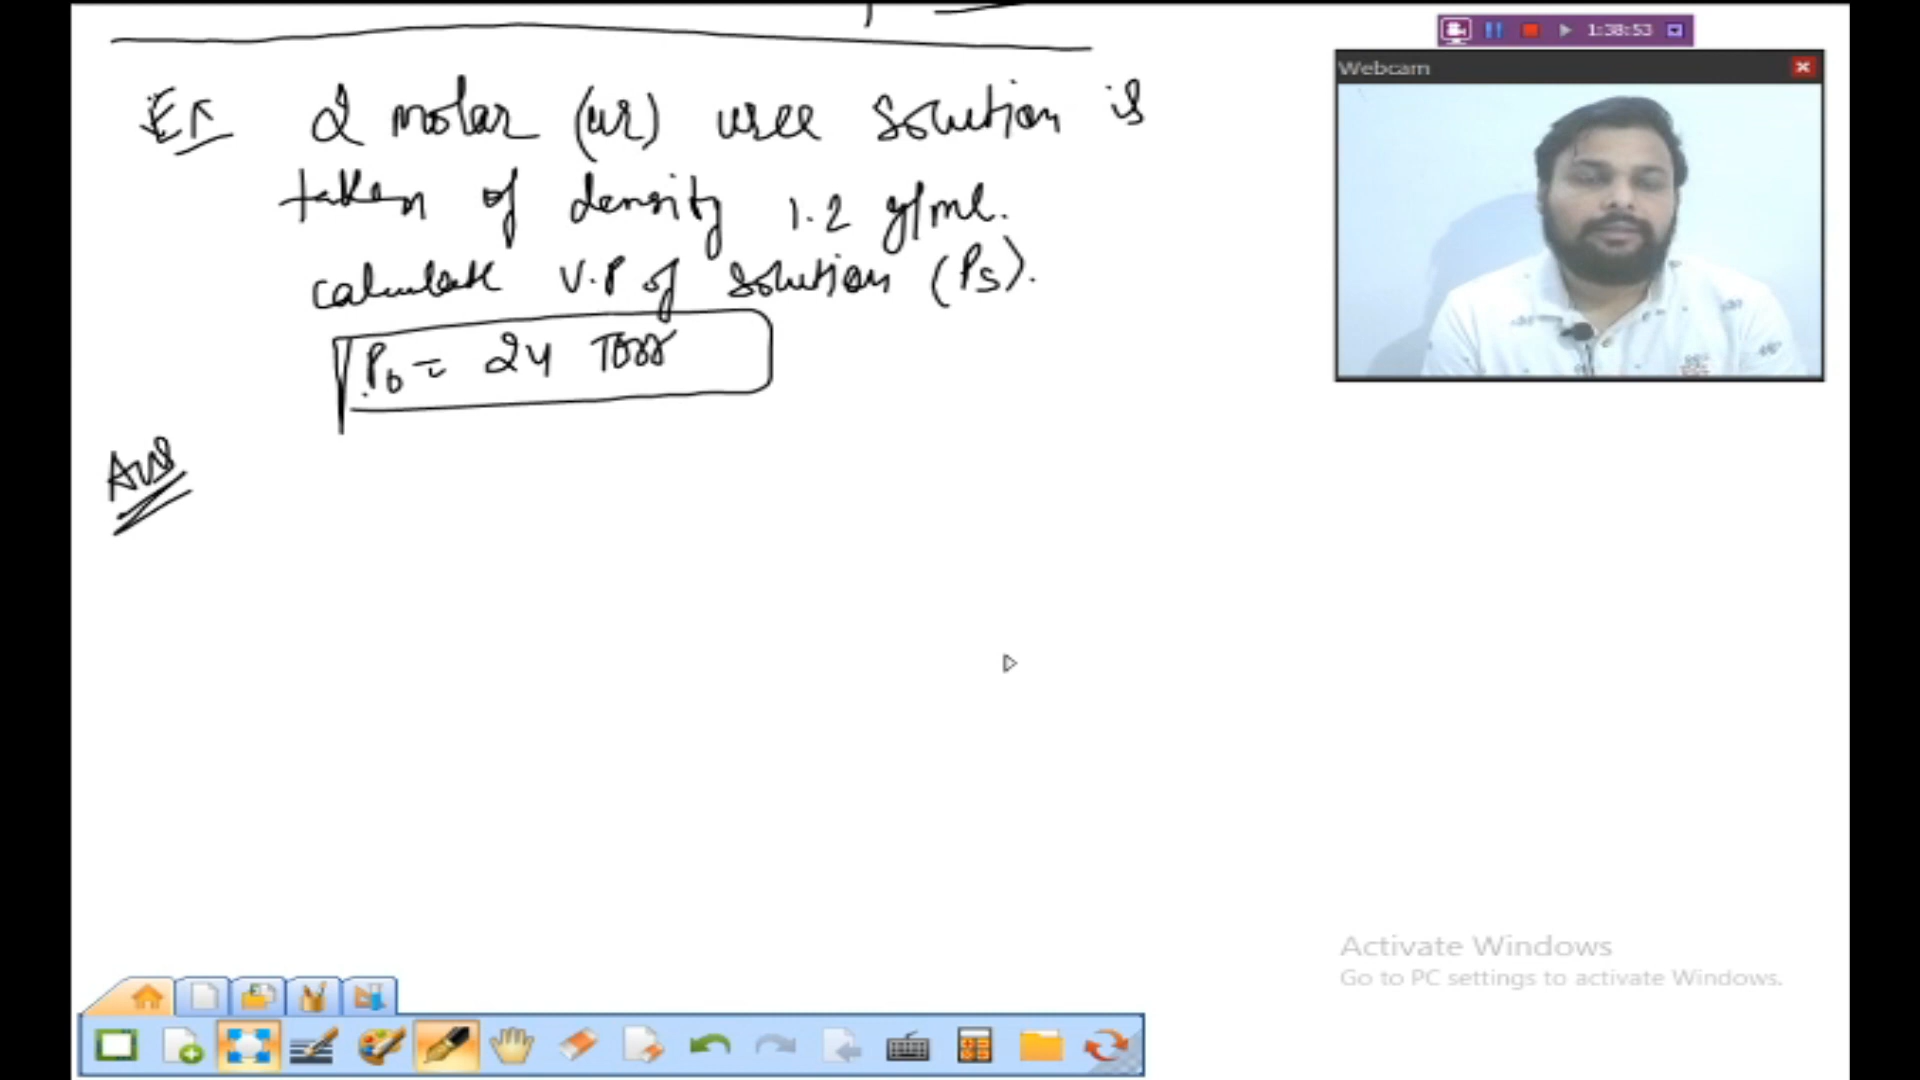 1:38:53
Webcam
Ex 2 molar (ur) urea solution is
taken of density 1.2 g/ml.
calculate V.P of solution (Ps).
P0 = 24 Torr
Ans
Activate Windows
Go to PC settings to activate Windows.